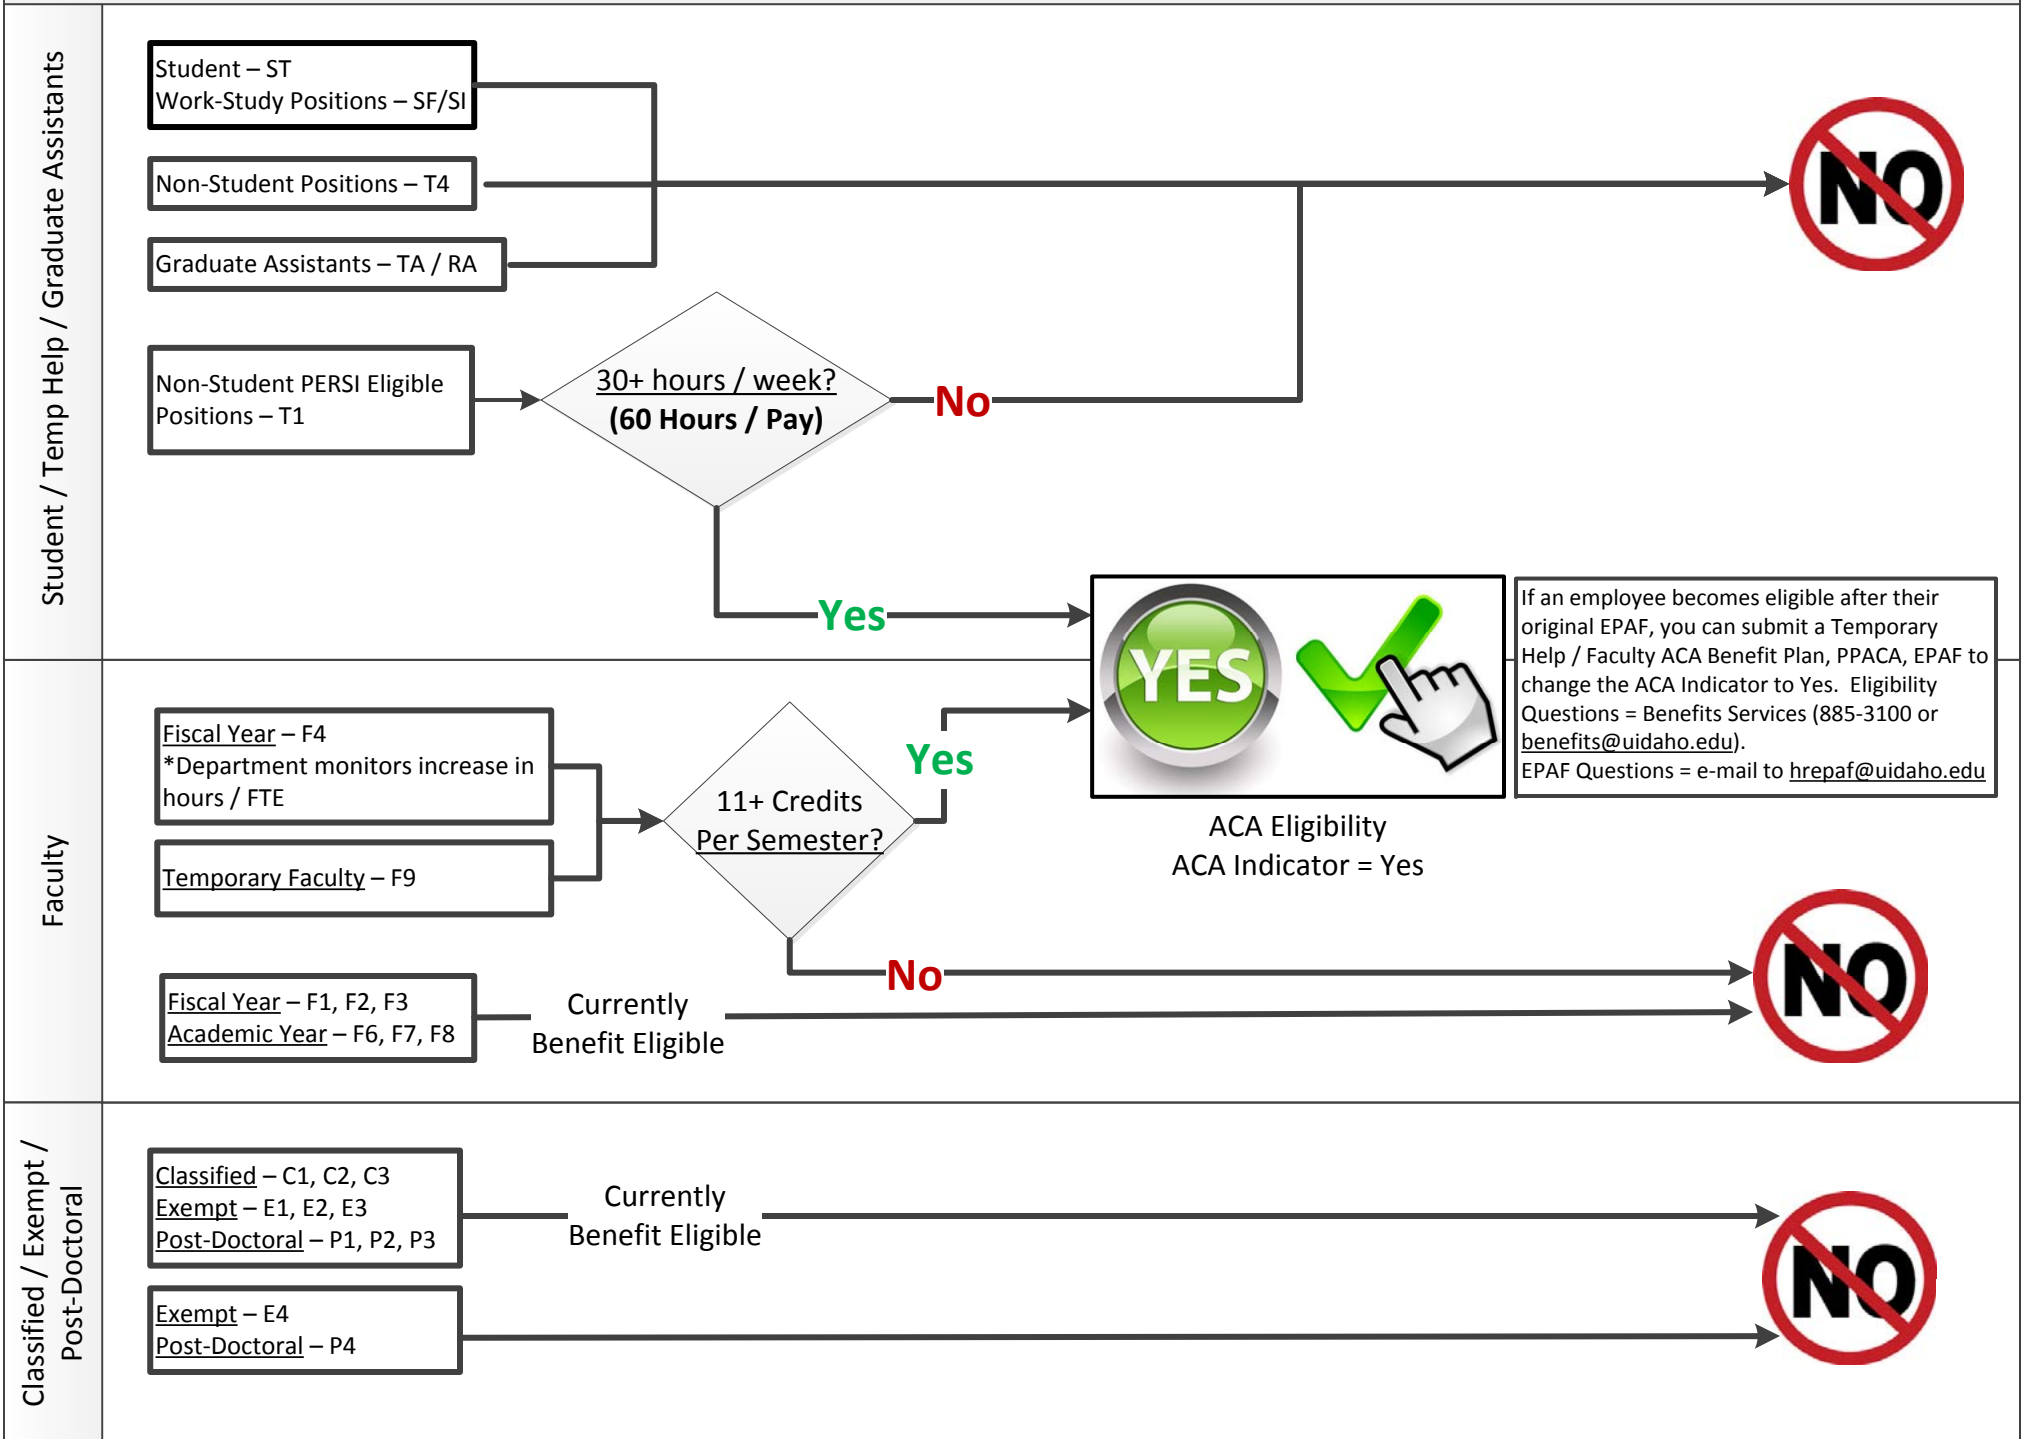 Student / Temp Help / Graduate Assistants
Student – ST
Work-Study Positions – SF/SI
Non-Student Positions – T4
Graduate Assistants – TA / RA
NO
Non-Student PERSI Eligible
Positions – T1
30+ hours / week?
(60 Hours / Pay)
No
Yes
YES
If an employee becomes eligible after their
original EPAF, you can submit a Temporary
Help / Faculty ACA Benefit Plan, PPACA, EPAF to
change the ACA Indicator to Yes.  Eligibility
Questions = Benefits Services (885-3100 or
benefits@uidaho.edu).
EPAF Questions = e-mail to hrepaf@uidaho.edu
ACA Eligibility
ACA Indicator = Yes
Faculty
Fiscal Year – F4
*Department monitors increase in
hours / FTE
Temporary Faculty – F9
11+ Credits
Per Semester?
Yes
No
Fiscal Year – F1, F2, F3
Academic Year – F6, F7, F8
Currently
Benefit Eligible
NO
Classified / Exempt /
Post-Doctoral
Classified – C1, C2, C3
Exempt – E1, E2, E3
Post-Doctoral – P1, P2, P3
Currently
Benefit Eligible
Exempt – E4
Post-Doctoral – P4
NO